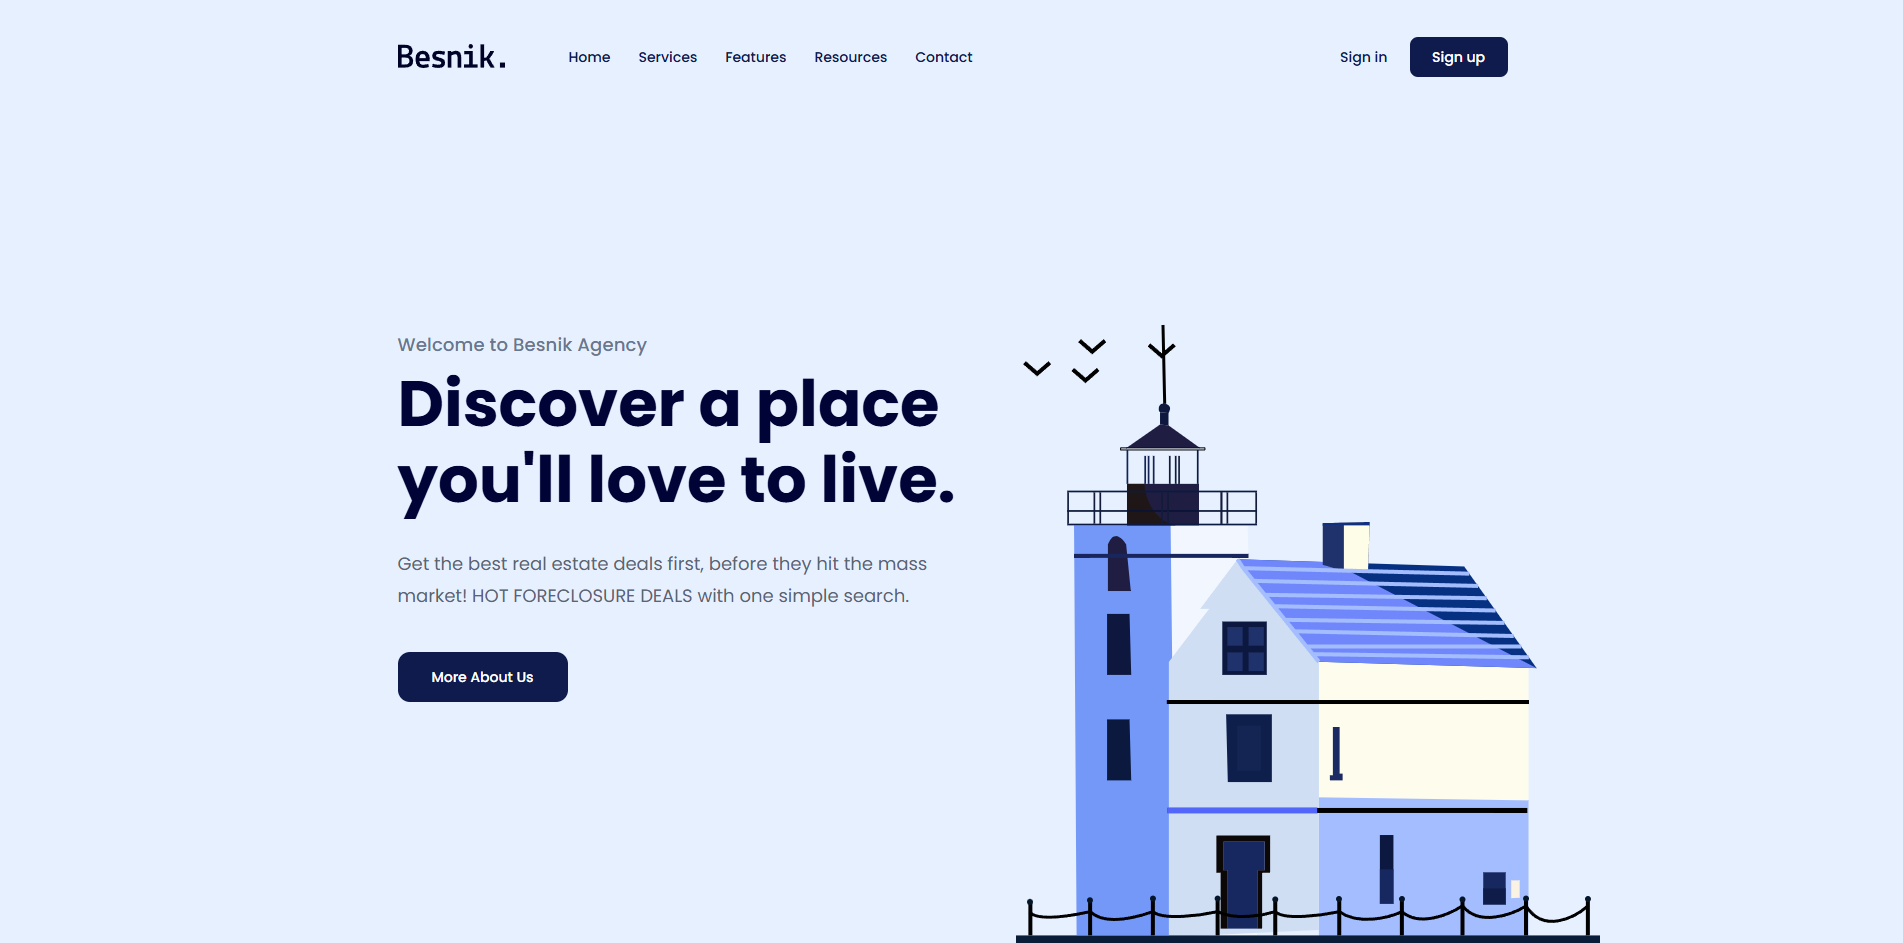 Besnik.
Home Services Features Resources Contact
Sign in Sign up
Welcome to Besnik Agency
Discover a place
you'll love to live.
Get the best real estate deals first, before they hit the mass
market! HOT FORECLOSURE DEALS with one simple search.
More About Us